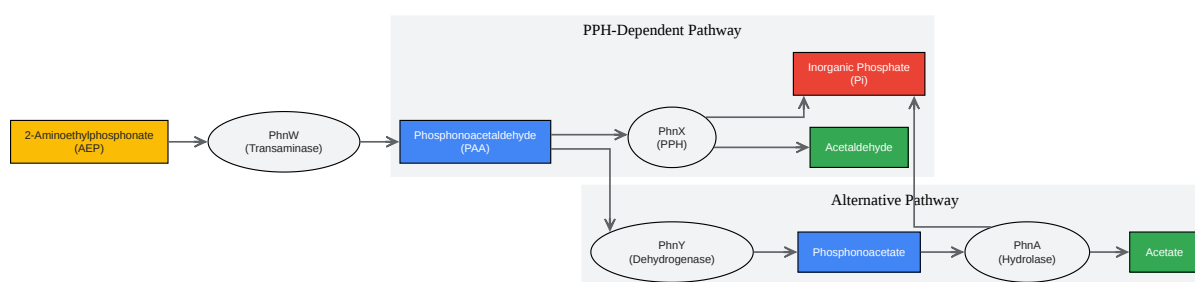 PPH-Dependent Pathway
Inorganic Phosphate
(Pi)
2-Aminoethylphosphonate
(AEP)
PhnW
(Transaminase)
Phosphonoacetaldehyde
(PAA)
PhnX
(PPH)
Acetaldehyde
Alternative Pathway
PhnY
(Dehydrogenase)
Phosphonoacetate
PhnA
(Hydrolase)
Acetate